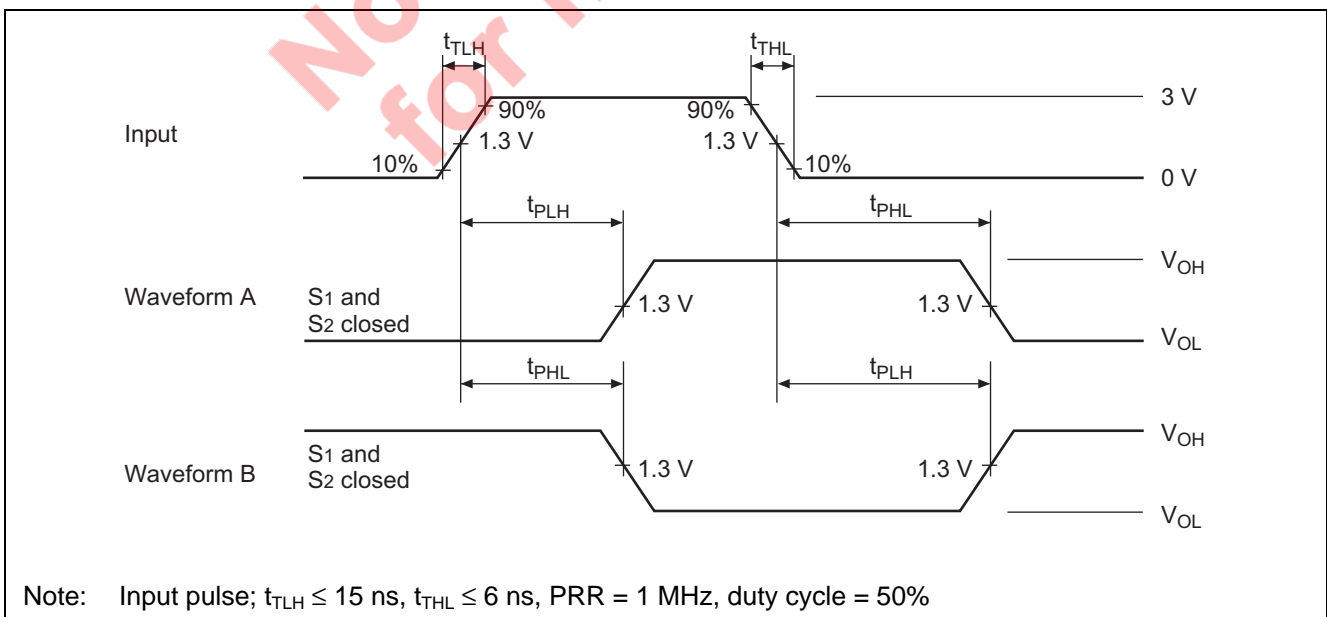 No
for n
tTLH
tTHL
Input
10%
90%
1.3 V
90%
1.3 V
10%
3 V
0 V
tPLH
tPHL
Waveform A
S1 and
S2 closed
1.3 V
1.3 V
VOH
VOL
tPHL
tPLH
Waveform B
S1 and
S2 closed
1.3 V
1.3 V
VOH
VOL
Note: Input pulse; tTLH ≤ 15 ns, tTHL ≤ 6 ns, PRR = 1 MHz, duty cycle = 50%